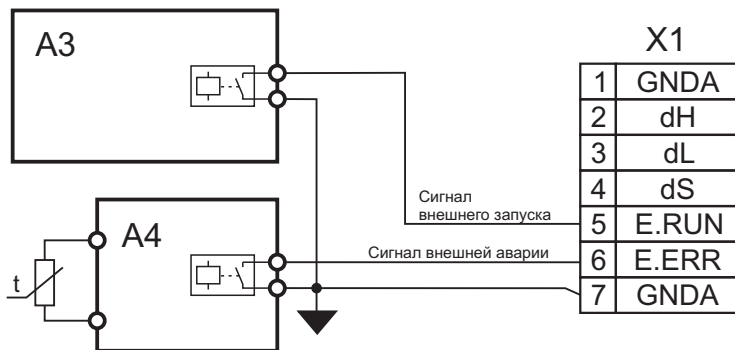 A3
X1
1 GNDA
2 dH
3 dL
4 dS
Сигнал
внешнего запуска
5 E.RUN
A4
Сигнал внешней аварии
6 E.ERR
7 GNDA
t